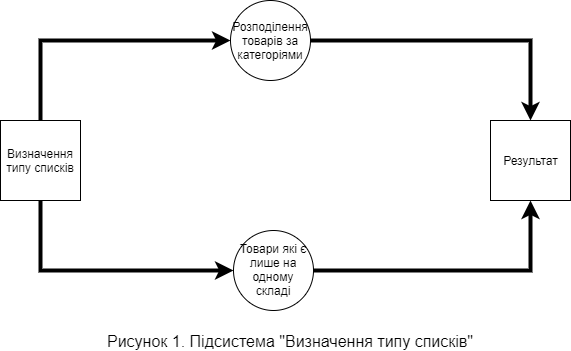 Розподілення
товарів за
категоріями
Визначення
типу списків
Результат
Товари які є
лише на
одному
складі
Рисунок 1. Підсистема "Визначення типу списків"